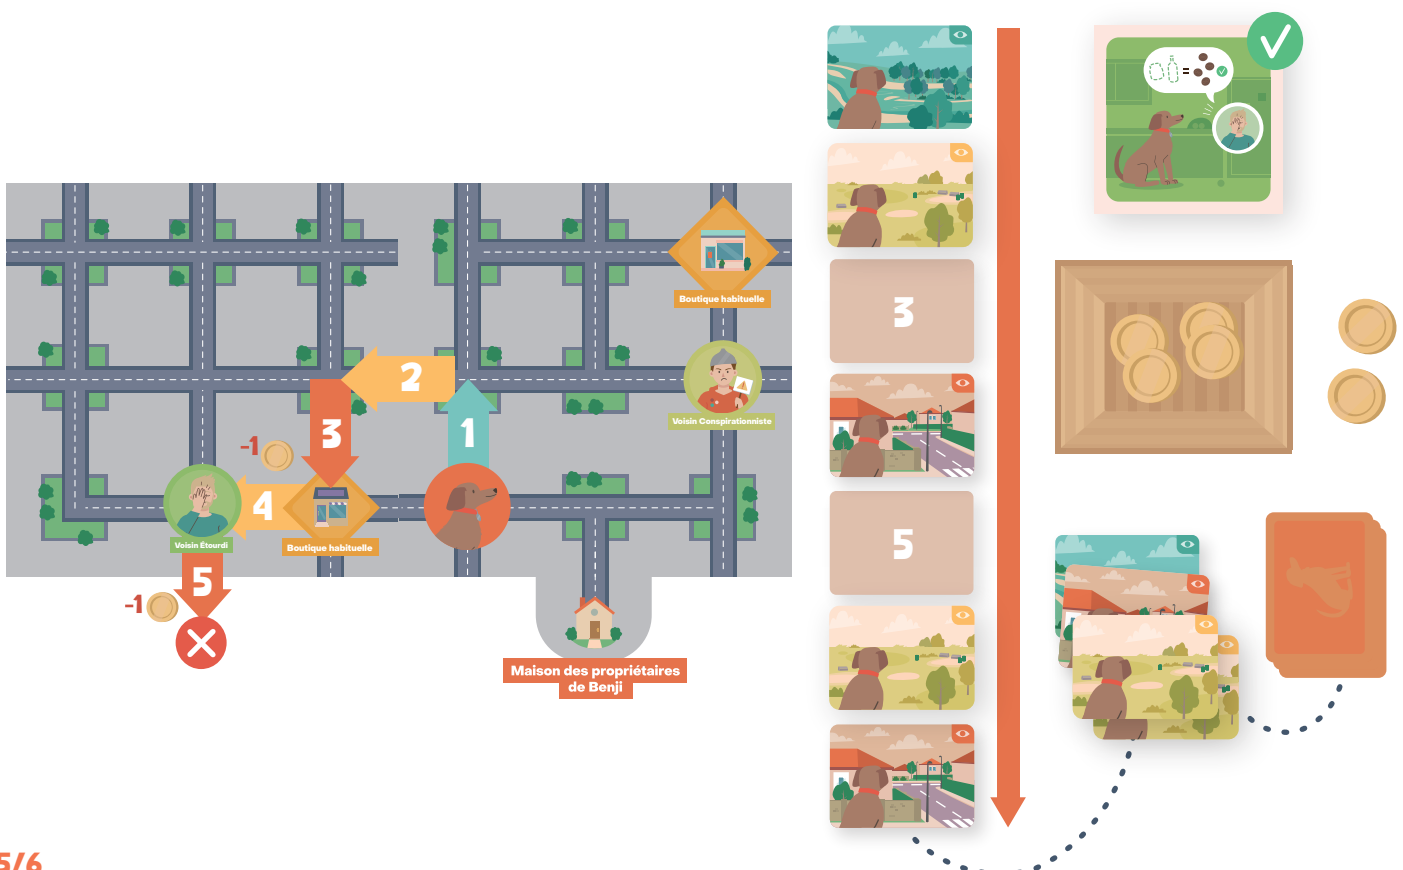 Boutique habituelle
2
Voisin Conspirationniste
3
1
-1
4
Voisin Étourdi
Boutique habituelle
5
-1
Maison des propriétaires
de Benji
3
5
=
5/6